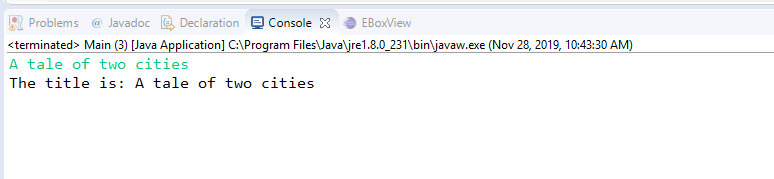 Problems @ Javadoc Declaration Console EBoxView
<terminated> Main (3) [Java Application] C:\Program Files\Java\jre1.8.0_231\bin\javaw.exe (Nov 28, 2019, 10:43:30 AM)
A tale of two cities
The title is: A tale of two cities